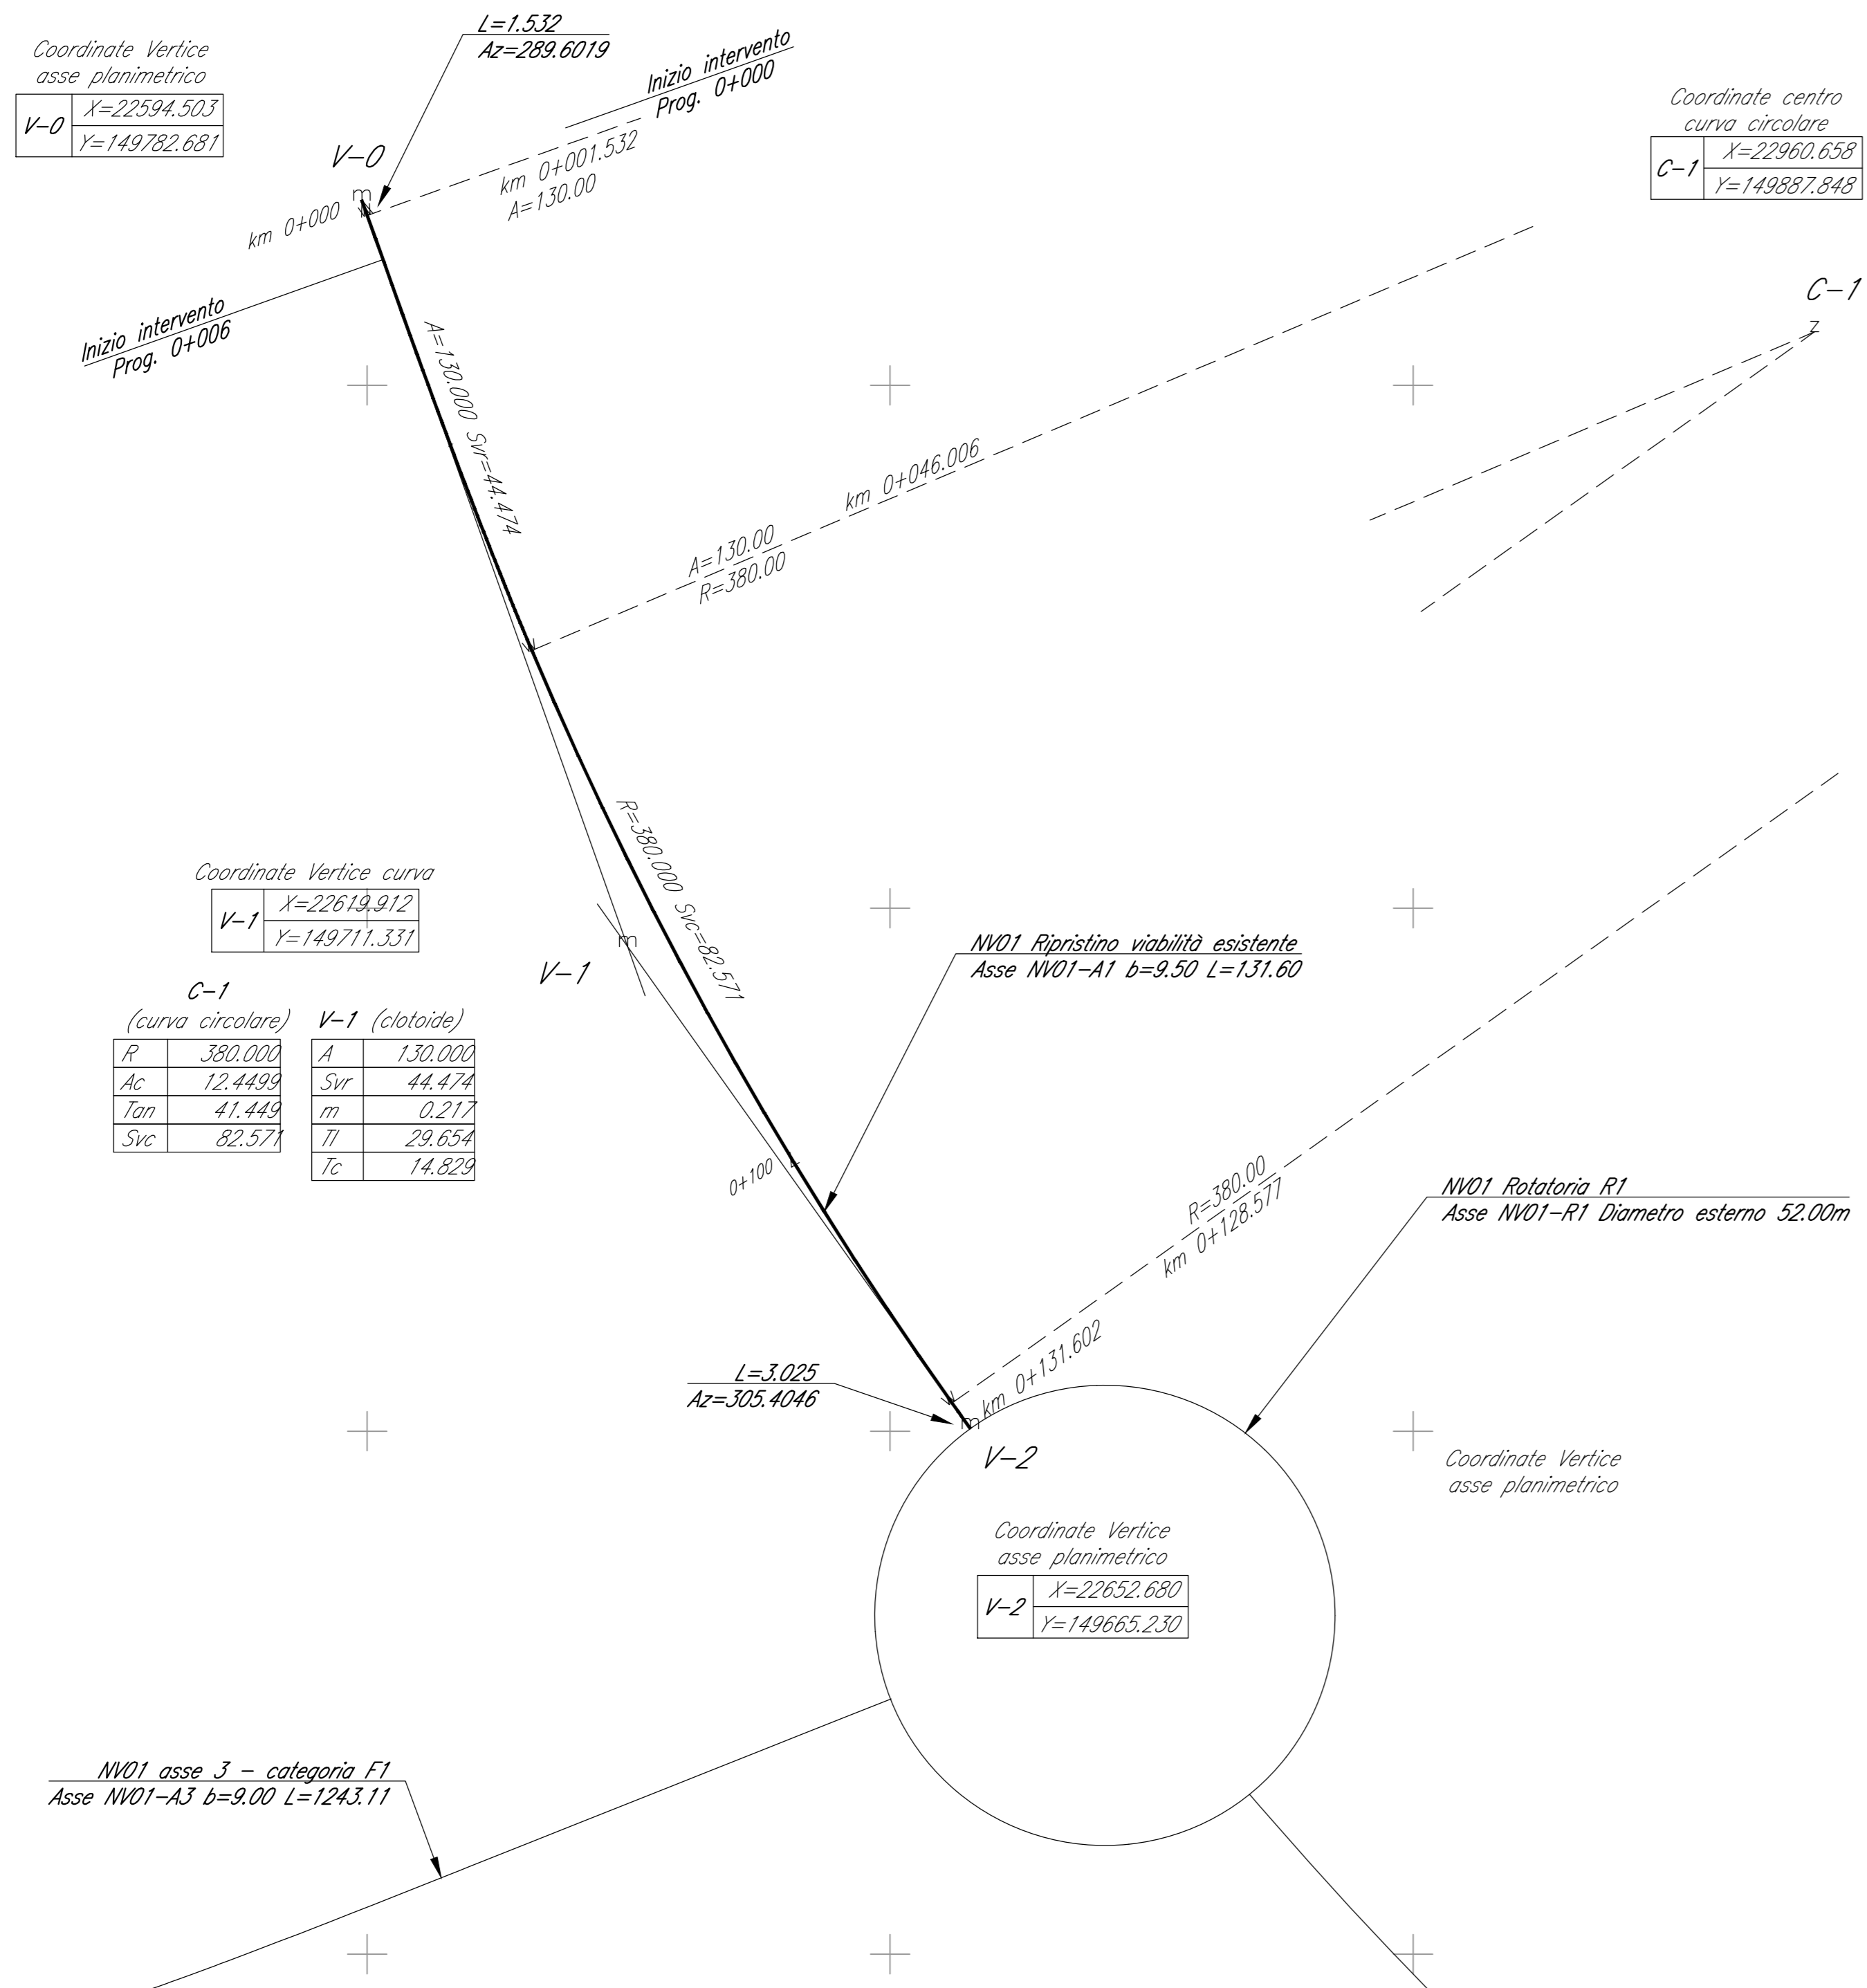 L=1.532
Az=289.6019
Coordinate Vertice
asse planimetrico
V-0
X=22594.503
Y=149782.681
Inizio intervento
Prog. 0+000
Coordinate centro
curva circolare
C-1
X=22960.658
Y=149887.848
V-0
km 0+001.532
A=130.00
km 0+000
C-1
Inizio intervento
Prog. 0+006
A=130.000 Svr=44.474
km 0+046.006
A=130.00
R=380.00
R=380.000 Svc=82.571
Coordinate Vertice curva
V-1
X=22619.912
Y=149711.331
V-1
NV01 Ripristino viabilità esistente
Asse NV01-A1 b=9.50 L=131.60
C-1
(curva circolare)
R 380.000
Ac 12.4499
Tan 41.449
Svc 82.571
V-1 (clotoide)
A 130.000
Svr 44.474
m 0.217
Tl 29.654
Tc 14.829
0+100
R=380.00
km 0+128.577
NV01 Rotatoria R1
Asse NV01-R1 Diametro esterno 52.00m
km 0+131.602
L=3.025
Az=305.4046
V-2
Coordinate Vertice
asse planimetrico
Coordinate Vertice
asse planimetrico
V-2
X=22652.680
Y=149665.230
NV01 asse 3 - categoria F1
Asse NV01-A3 b=9.00 L=1243.11